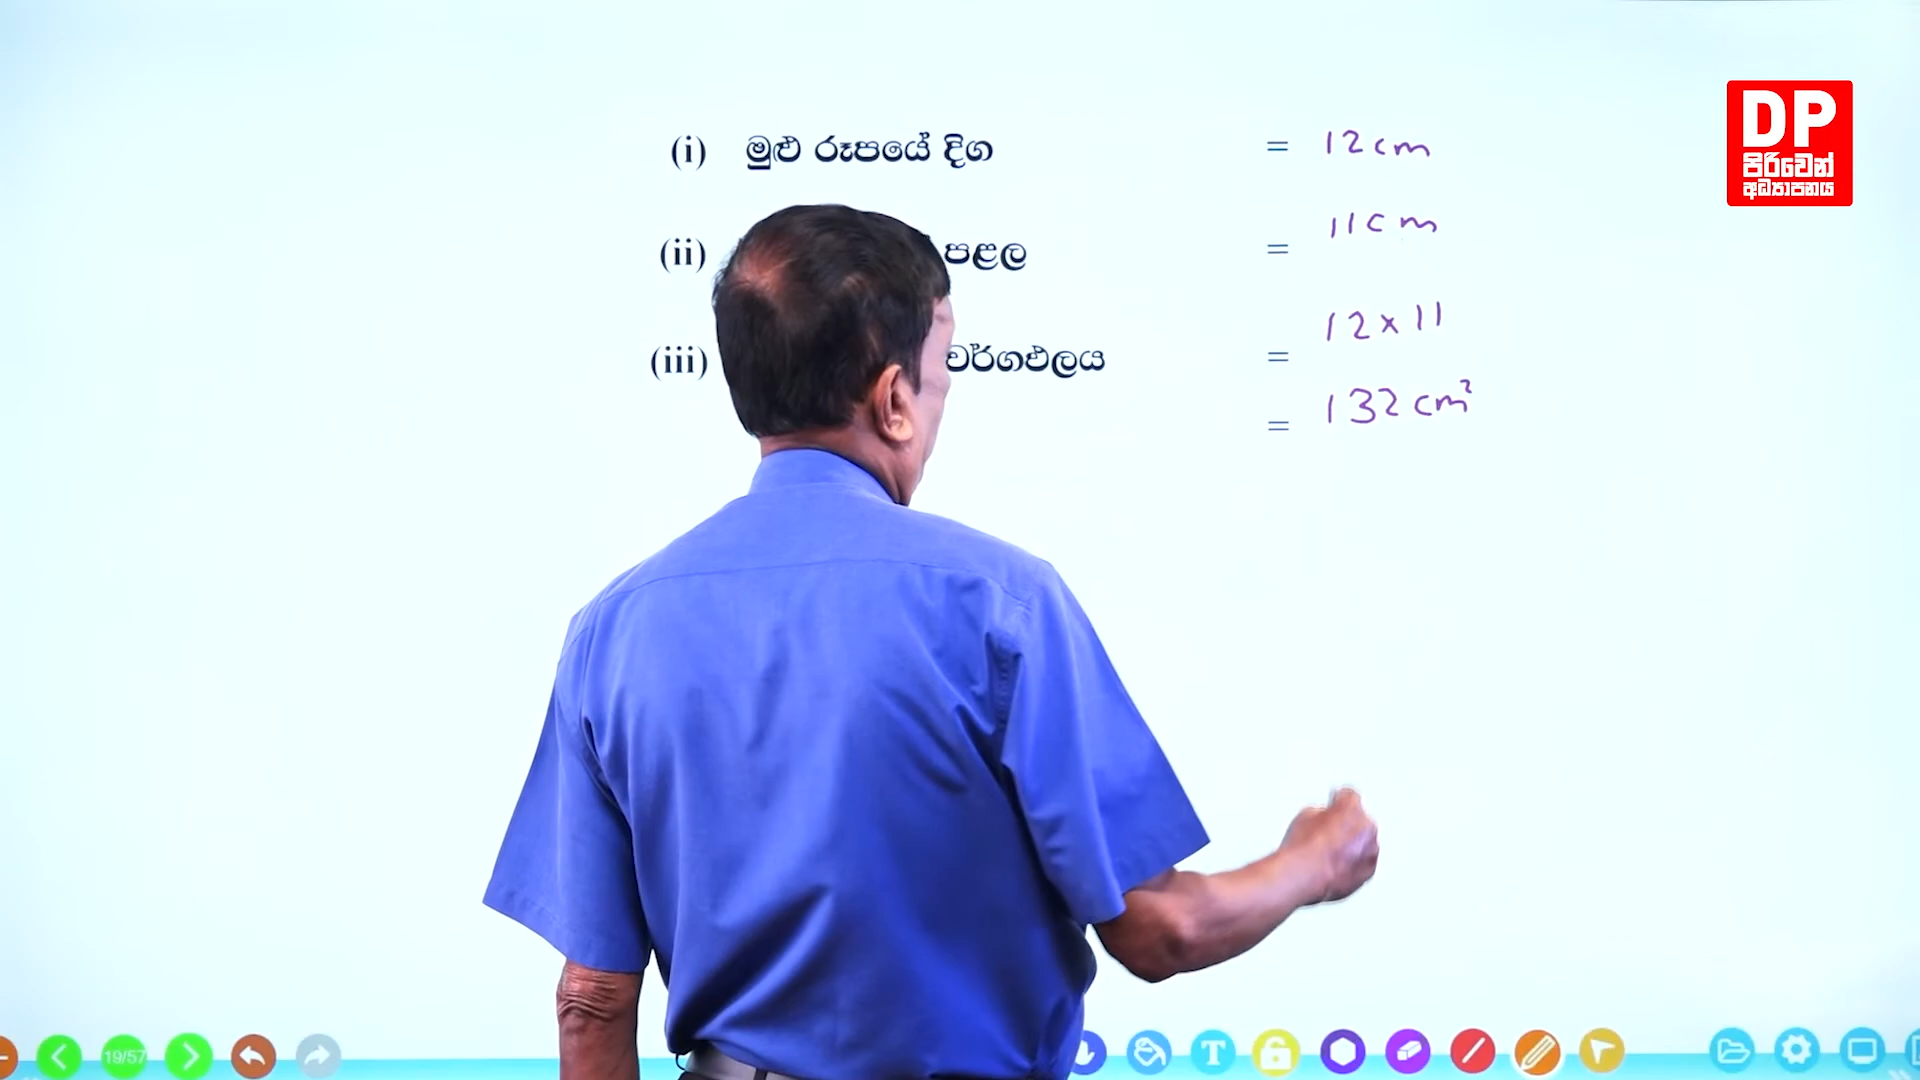 DP
පිරිවෙන්
අධ්‍යාපනය
(i) මුළු රූපයේ දිග = 12 cm
(ii) පළල = 11 cm
(iii) වර්ගඵලය = 12 x 11
= 132 cm²
19/57
T